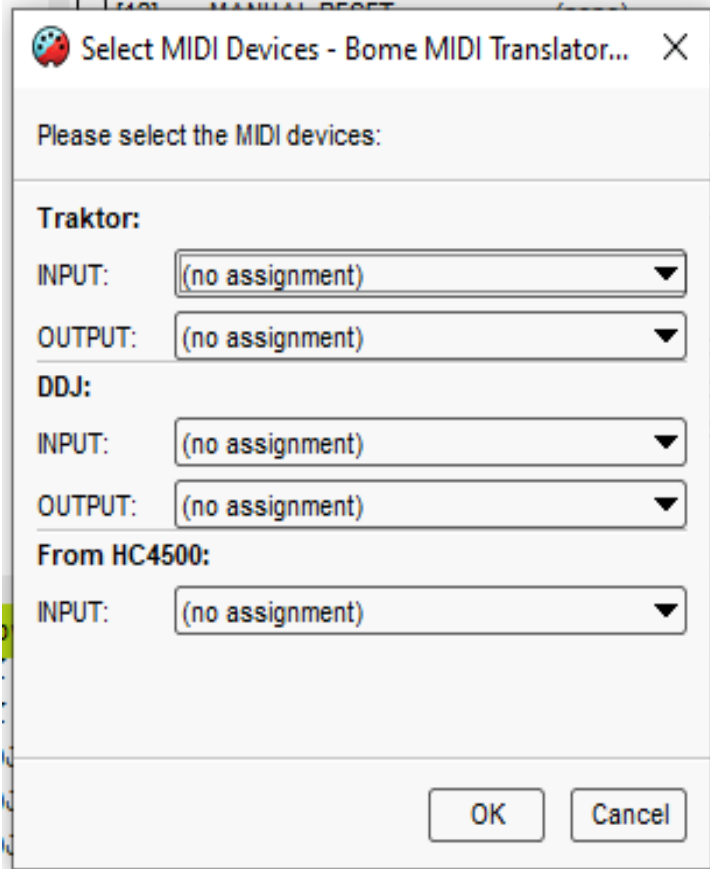 Select MIDI Devices - Bome MIDI Translator...
Please select the MIDI devices:
Traktor:
INPUT: (no assignment)
OUTPUT: (no assignment)
DDJ:
INPUT: (no assignment)
OUTPUT: (no assignment)
From HC4500:
INPUT: (no assignment)
OK Cancel